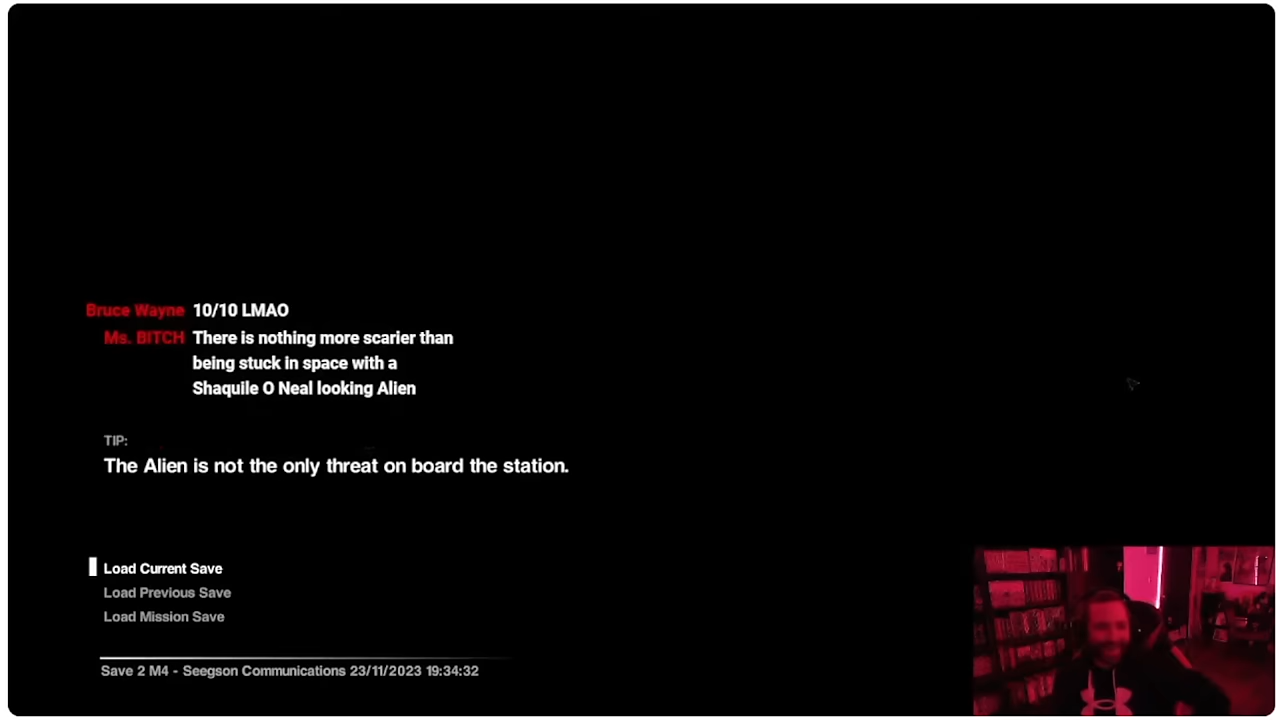 Bruce Wayne 10/10 LMAO
Ms. BITCH There is nothing more scarier than
being stuck in space with a
Shaquile O Neal looking Alien
TIP:
The Alien is not the only threat on board the station.
Load Current Save
Load Previous Save
Load Mission Save
Save 2 M4 - Seegson Communications 23/11/2023 19:34:32